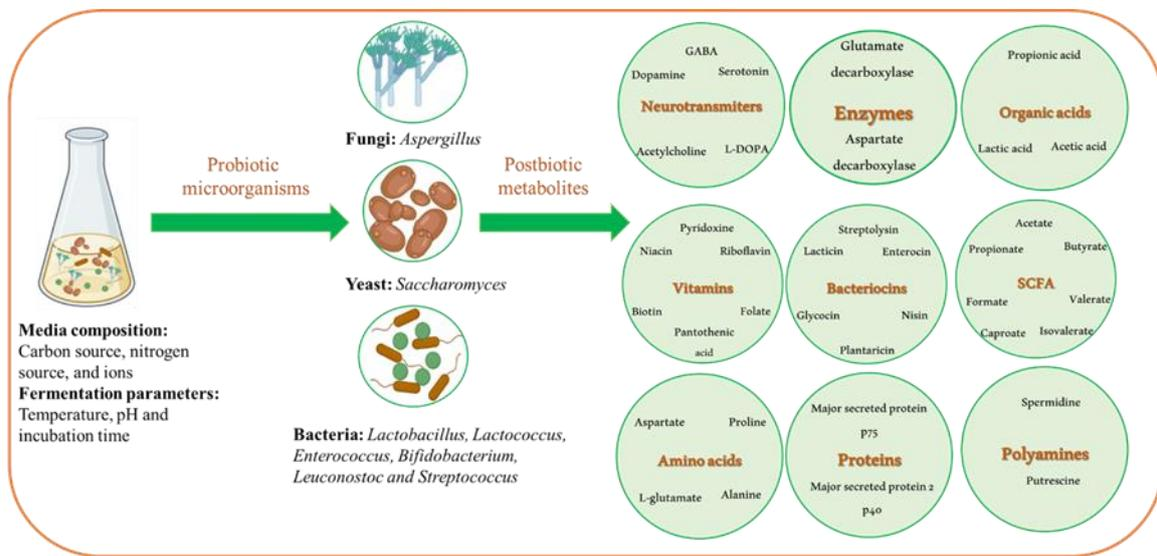 Probiotic
microorganisms
Fungi: Aspergillus
Yeast: Saccharomyces
Bacteria: Lactobacillus, Lactococcus,
Enterococcus, Bifidobacterium,
Leuconostoc and Streptococcus
Media composition:
Carbon source, nitrogen
source, and ions
Fermentation parameters:
Temperature, pH and
incubation time
Postbiotic
metabolites
GABA
Dopamine Serotonin
Neurotransmiters
Acetylcholine L-DOPA
Glutamate
decarboxylase
Enzymes
Aspartate
decarboxylase
Propionic acid
Organic acids
Lactic acid Acetic acid
Pyridoxine
Niacin Riboflavin
Vitamins
Biotin Folate
Pantothenic
acid
Streptolysin
Lacticin Enterocin
Bacteriocins
Glycocin Nisin
Plantaricin
Acetate
Propionate Butyrate
SCFA
Formate Valerate
Caproate Isovalerate
Aspartate Proline
Amino acids
L-glutamate Alanine
Major secreted protein
p75
Proteins
Major secreted protein 2
p40
Spermidine
Polyamines
Putrescine